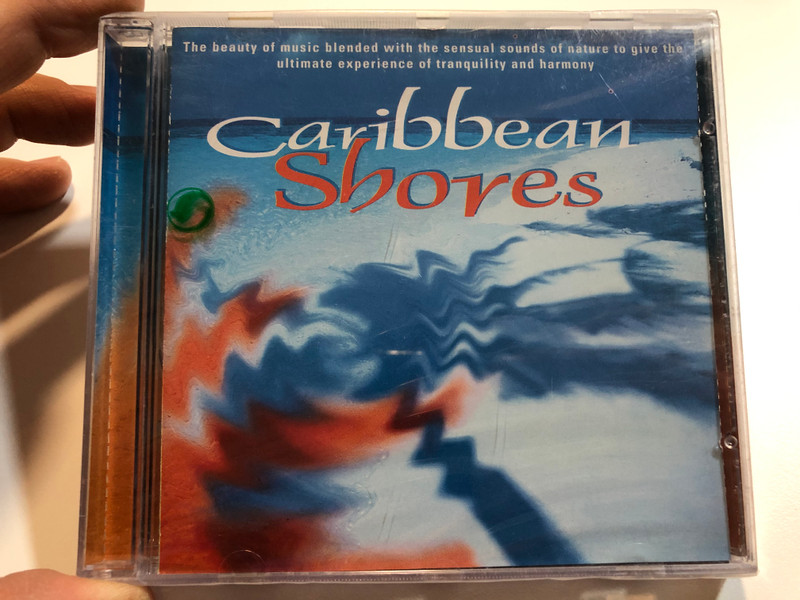 The beauty of music blended with the sensual sounds of nature to give the
ultimate experience of tranquility and harmony
Caribbean
Shores